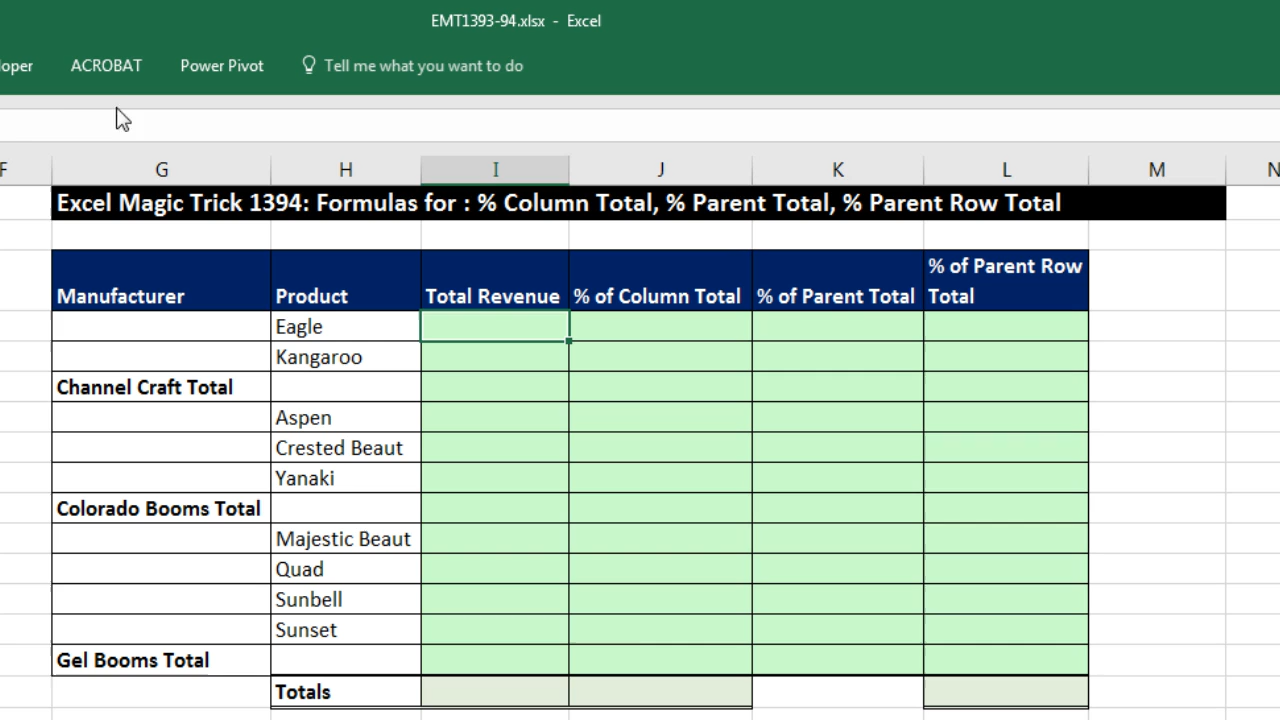 EMT1393-94.xlsx - Excel
loper ACROBAT Power Pivot Tell me what you want to do
F G H I J K L M N
Excel Magic Trick 1394: Formulas for : % Column Total, % Parent Total, % Parent Row Total
Manufacturer Product Total Revenue % of Column Total % of Parent Total % of Parent Row Total
Eagle
Kangaroo
Channel Craft Total
Aspen
Crested Beaut
Yanaki
Colorado Booms Total
Majestic Beaut
Quad
Sunbell
Sunset
Gel Booms Total
Totals